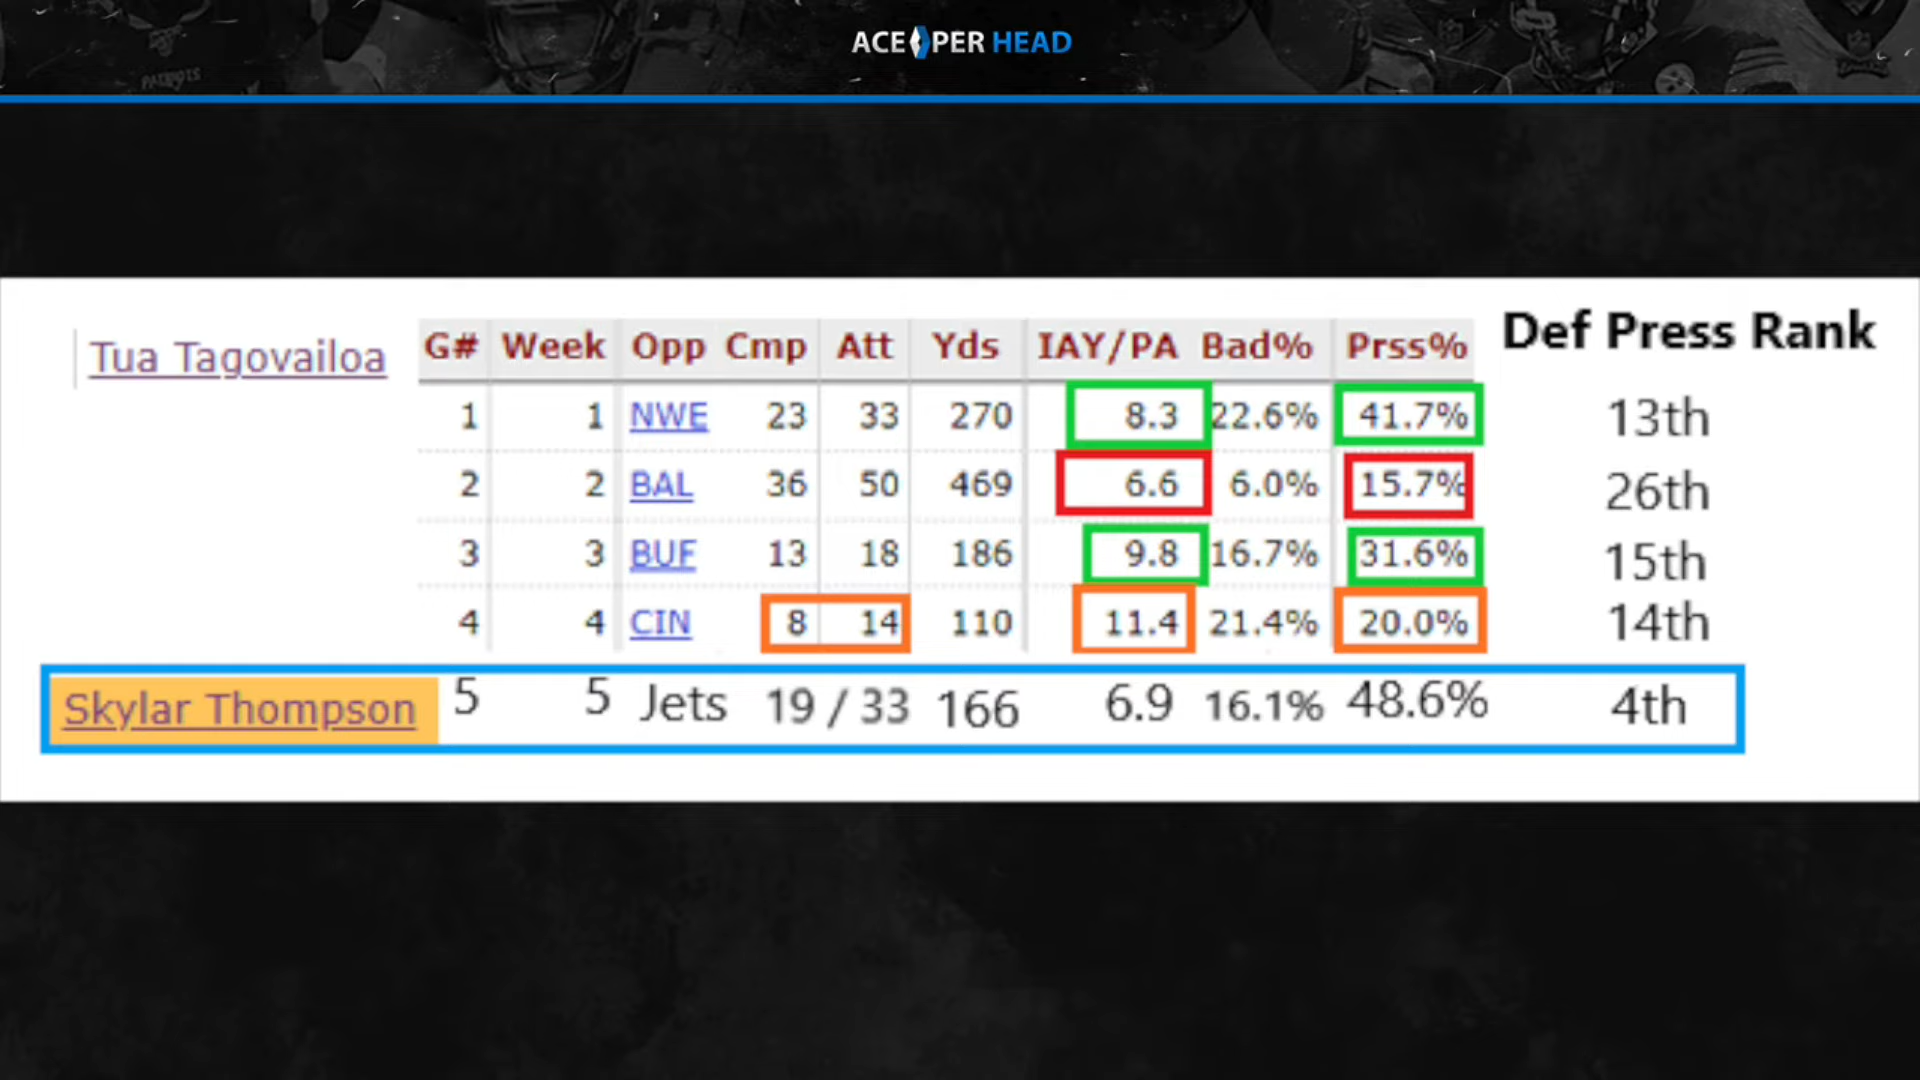 PATRIOTS
ACE PER HEAD
Tua Tagovailoa G# Week Opp Cmp Att Yds IAY/PA Bad% Prss% Def Press Rank
1 1 NWE 23 33 270 8.3 22.6% 41.7% 13th
2 2 BAL 36 50 469 6.6 6.0% 15.7% 26th
3 3 BUF 13 18 186 9.8 16.7% 31.6% 15th
4 4 CIN 8 14 110 11.4 21.4% 20.0% 14th
Skylar Thompson 5 5 Jets 19 / 33 166 6.9 16.1% 48.6% 4th